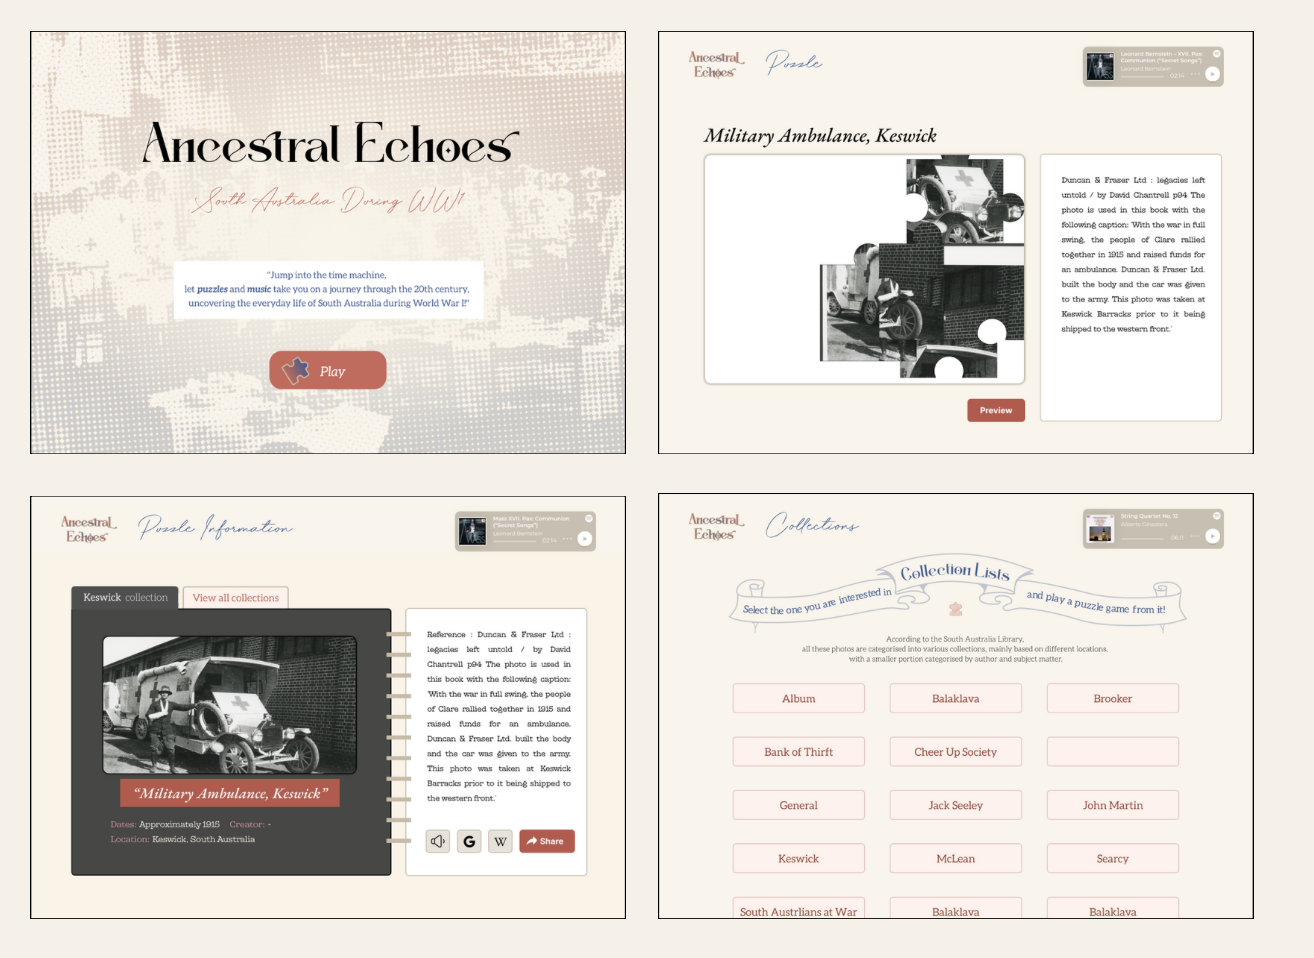 Ancestral Echoes
South Australia During WW1
"Jump into the time machine,
let puzzles and music take you on a journey through the 20th century,
uncovering the everyday life of South Australia during World War I!"
Play
Ancestral
Echoes
Puzzle
Leonard Bernstein - XVII. Pax:
Communion ("Secret Songs")
Leonard Bernstein
02:14
Military Ambulance, Keswick
Duncan & Fraser Ltd : legacies left
untold / by David Chantrell p94 The
photo is used in this book with the
following caption: 'With the war in full
swing, the people of Clare rallied
together in 1915 and raised funds for
an ambulance. Duncan & Fraser Ltd.
built the body and the car was given
to the army. This photo was taken at
Keswick Barracks prior to it being
shipped to the western front.'
Preview
Ancestral
Echoes
Puzzle Information
Mass XVII. Pax: Communion
("Secret Songs")
Leonard Bernstein
02:14
Keswick collection
View all collections
"Military Ambulance, Keswick"
Dates: Approximately 1915 Creator: -
Location: Keswick, South Australia
Reference : Duncan & Fraser Ltd :
legacies left untold / by David
Chantrell p94 The photo is used in
this book with the following caption:
'With the war in full swing, the people
of Clare rallied together in 1915 and
raised funds for an ambulance.
Duncan & Fraser Ltd. built the body
and the car was given to the army.
This photo was taken at Keswick
Barracks prior to it being shipped to
the western front.'
G
W
Share
Ancestral
Echoes
Collections
String Quartet No. 12
Collection Lists
Select the one you are interested in
and play a puzzle game from it!
According to the South Australia Library,
all these photos are categorised into various collections, mainly based on different locations,
with a smaller portion categorised by author and subject matter.
Album
Balaklava
Brooker
Bank of Thirft
Cheer Up Society
General
Jack Seeley
John Martin
Keswick
McLean
Searcy
South Austrlians at War
Balaklava
Balaklava